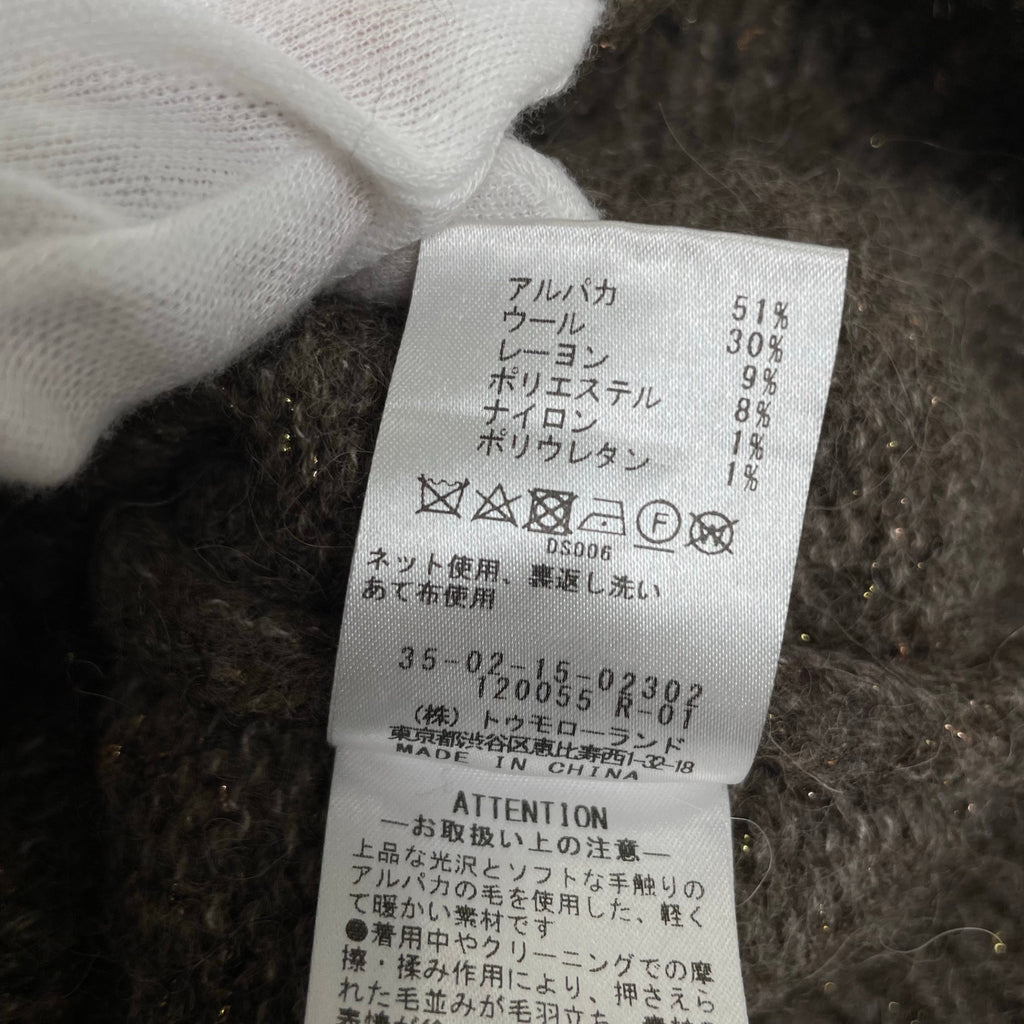 アルパカ 51%
ウール 30%
レーヨン 9%
ポリエステル 8%
ナイロン 1%
ポリウレタン 1%
F W
DS006
ネット使用、裏返し洗い
あて布使用
35-02-15-02302
120055 R-01
(株) トゥモローランド
東京都渋谷区恵比寿西1-32-18
MADE IN CHINA
ATTENTION
―お取扱い上の注意―
上品な光沢とソフトな手触りの
アルパカの毛を使用した、軽く
て暖かい素材です
●着用中やクリーニングでの摩
擦・揉み作用により、押さえら
れた毛並みが毛羽立ち、素材の